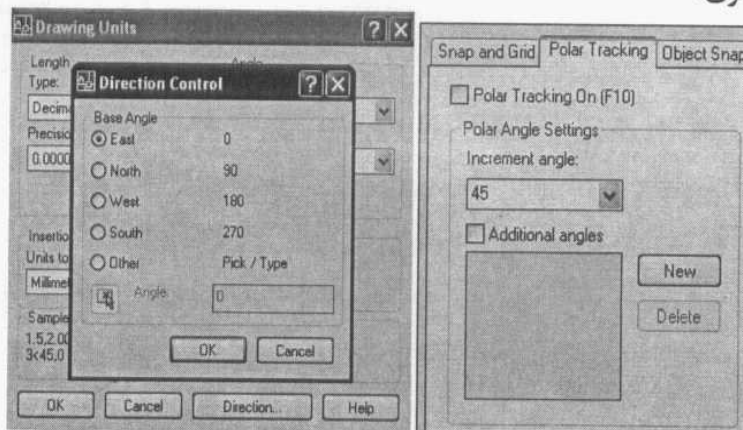 Drawing Units
Length
Angle
Type:
Decim
Precisio
0.0000
Insertio
Units to
Millimet
Sample
1.5,2.00
3<45,0
OK
Cancel
Direction...
Help
Direction Control
Base Angle
East 0
North 90
West 180
South 270
Other Pick / Type
Angle: 0
OK
Cancel
Snap and Grid
Polar Tracking
Object Snap
Polar Tracking On (F10)
Polar Angle Settings
Increment angle:
45
Additional angles
New
Delete